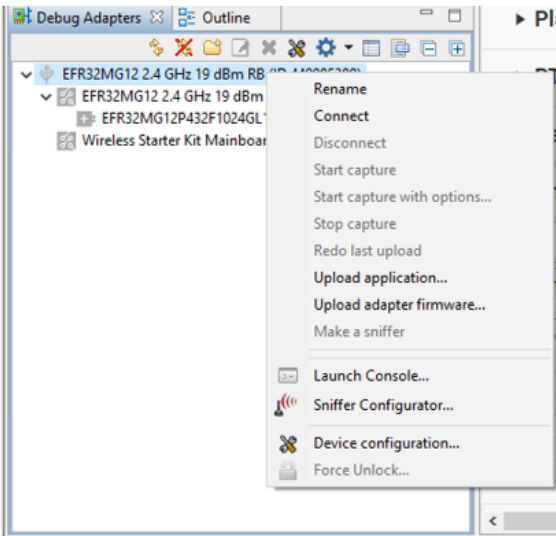 Debug Adapters
Outline
EFR32MG12 2.4 GHz 19 dBm RB
EFR32MG12 2.4 GHz 19 dBm
EFR32MG12P432F1024GL1
Wireless Starter Kit Mainboar
Rename
Connect
Disconnect
Start capture
Start capture with options...
Stop capture
Redo last upload
Upload application...
Upload adapter firmware...
Make a sniffer
Launch Console...
Sniffer Configurator...
Device configuration...
Force Unlock...
Pl